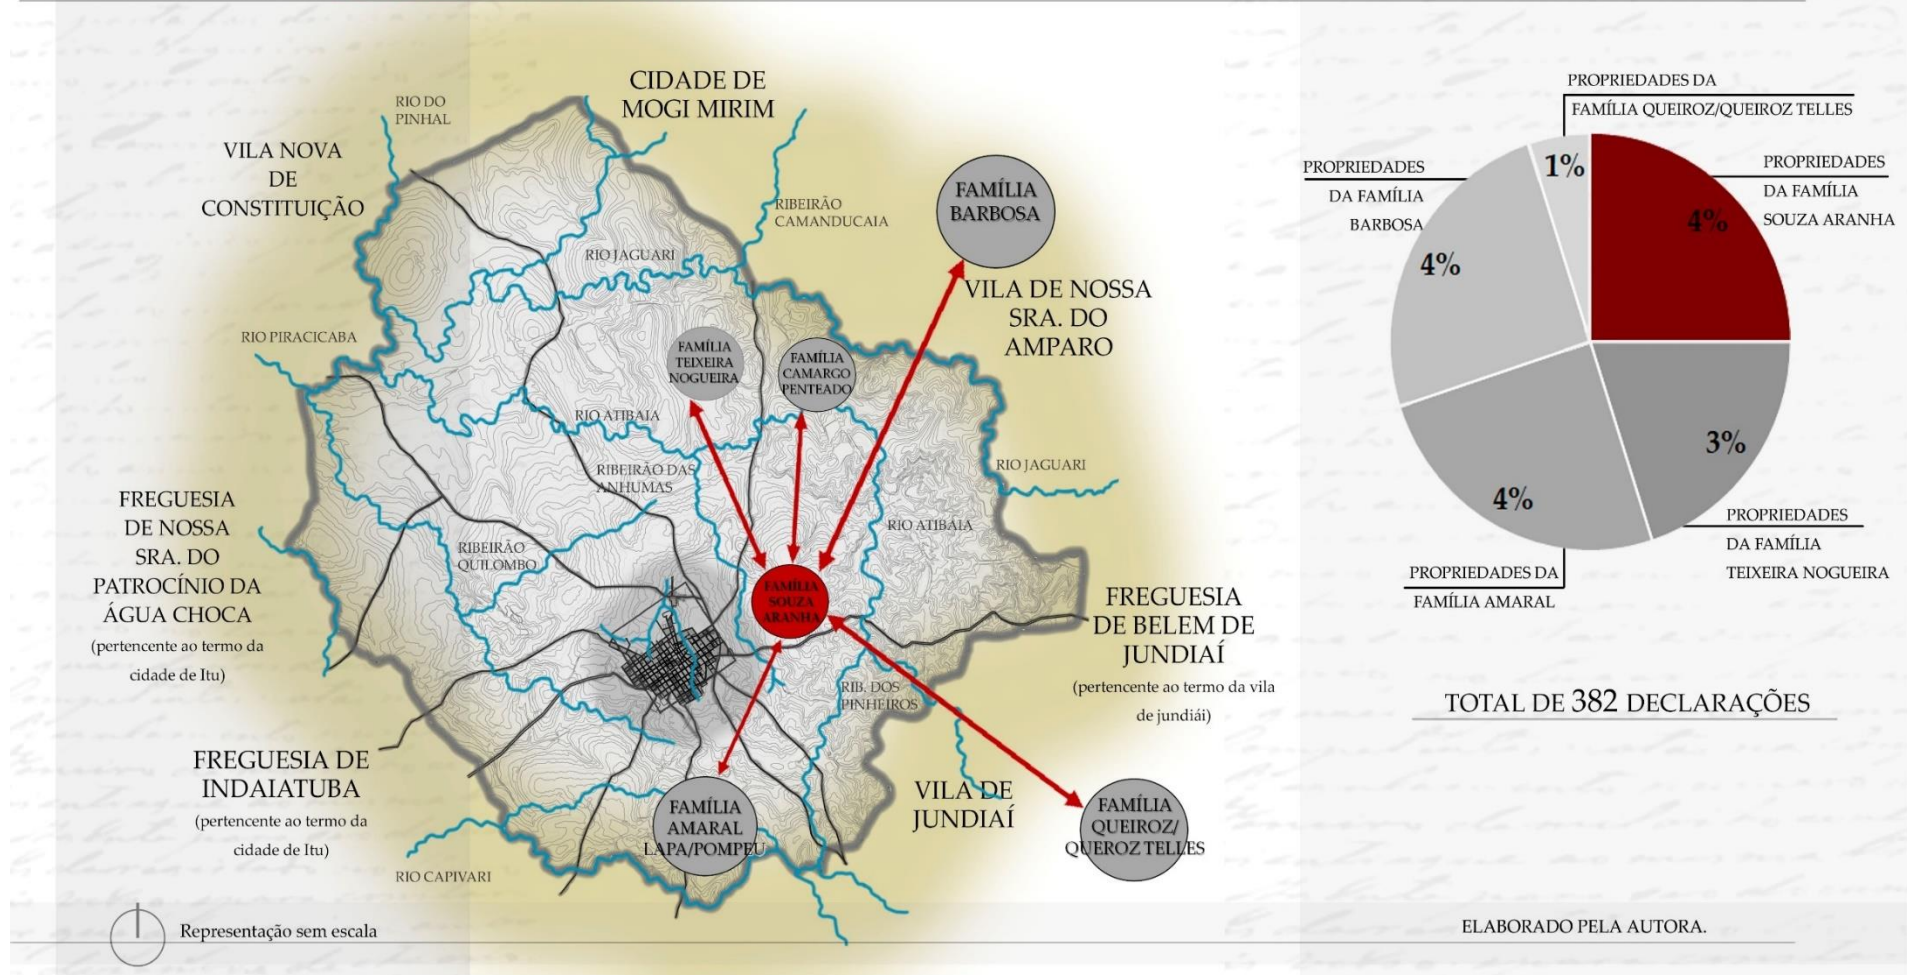 RIO DO
PINHAL
CIDADE DE
MOGI MIRIM
VILA NOVA
DE
CONSTITUIÇÃO
RIBEIRÃO
CAMANDUCAIA
RIO JAGUARI
FAMÍLIA
BARBOSA
VILA DE NOSSA
SRA. DO
AMPARO
RIO PIRACICABA
FAMÍLIA
TEIXEIRA
NOGUEIRA
FAMÍLIA
CAMARGO
PENTEADO
RIO ATIBAIA
RIBEIRÃO DAS
ANHUMAS
RIO JAGUARI
FREGUESIA
DE NOSSA
SRA. DO
PATROCÍNIO DA
ÁGUA CHOCA
(pertencente ao termo da
cidade de Itu)
RIBEIRÃO
QUILOMBO
RIO ATIBAIA
FAMÍLIA
SOUZA
ARANHA
FREGUESIA
DE BELEM DE
JUNDIAÍ
(pertencente ao termo da vila
de jundiái)
RIB. DOS
PINHEIROS
FREGUESIA DE
INDAIATUBA
(pertencente ao termo da
cidade de Itu)
VILA DE
JUNDIAÍ
FAMÍLIA
AMARAL
LAPA/POMPEU
FAMÍLIA
QUEIROZ/
QUEROZ TELLES
RIO CAPIVARI
Representação sem escala
PROPRIEDADES DA
FAMÍLIA QUEIROZ/QUEIROZ TELLES
1%
PROPRIEDADES
DA FAMÍLIA
BARBOSA
4%
PROPRIEDADES
DA FAMÍLIA
SOUZA ARANHA
4%
3%
4%
PROPRIEDADES
DA FAMÍLIA
TEIXEIRA NOGUEIRA
PROPRIEDADES DA
FAMÍLIA AMARAL
TOTAL DE 382 DECLARAÇÕES
ELABORADO PELA AUTORA.